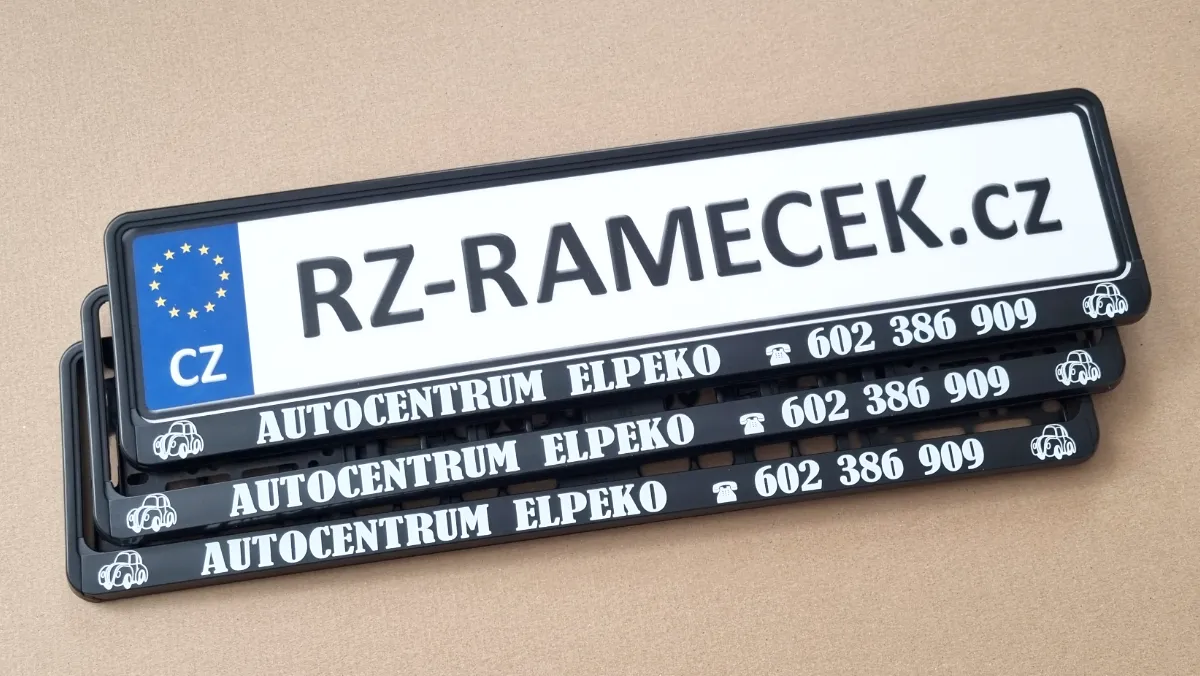 CZ RZ-RAMECEK.cz
AUTOCENTRUM ELPEKO ☎ 602 386 909
AUTOCENTRUM ELPEKO ☎ 602 386 909
AUTOCENTRUM ELPEKO ☎ 602 386 909